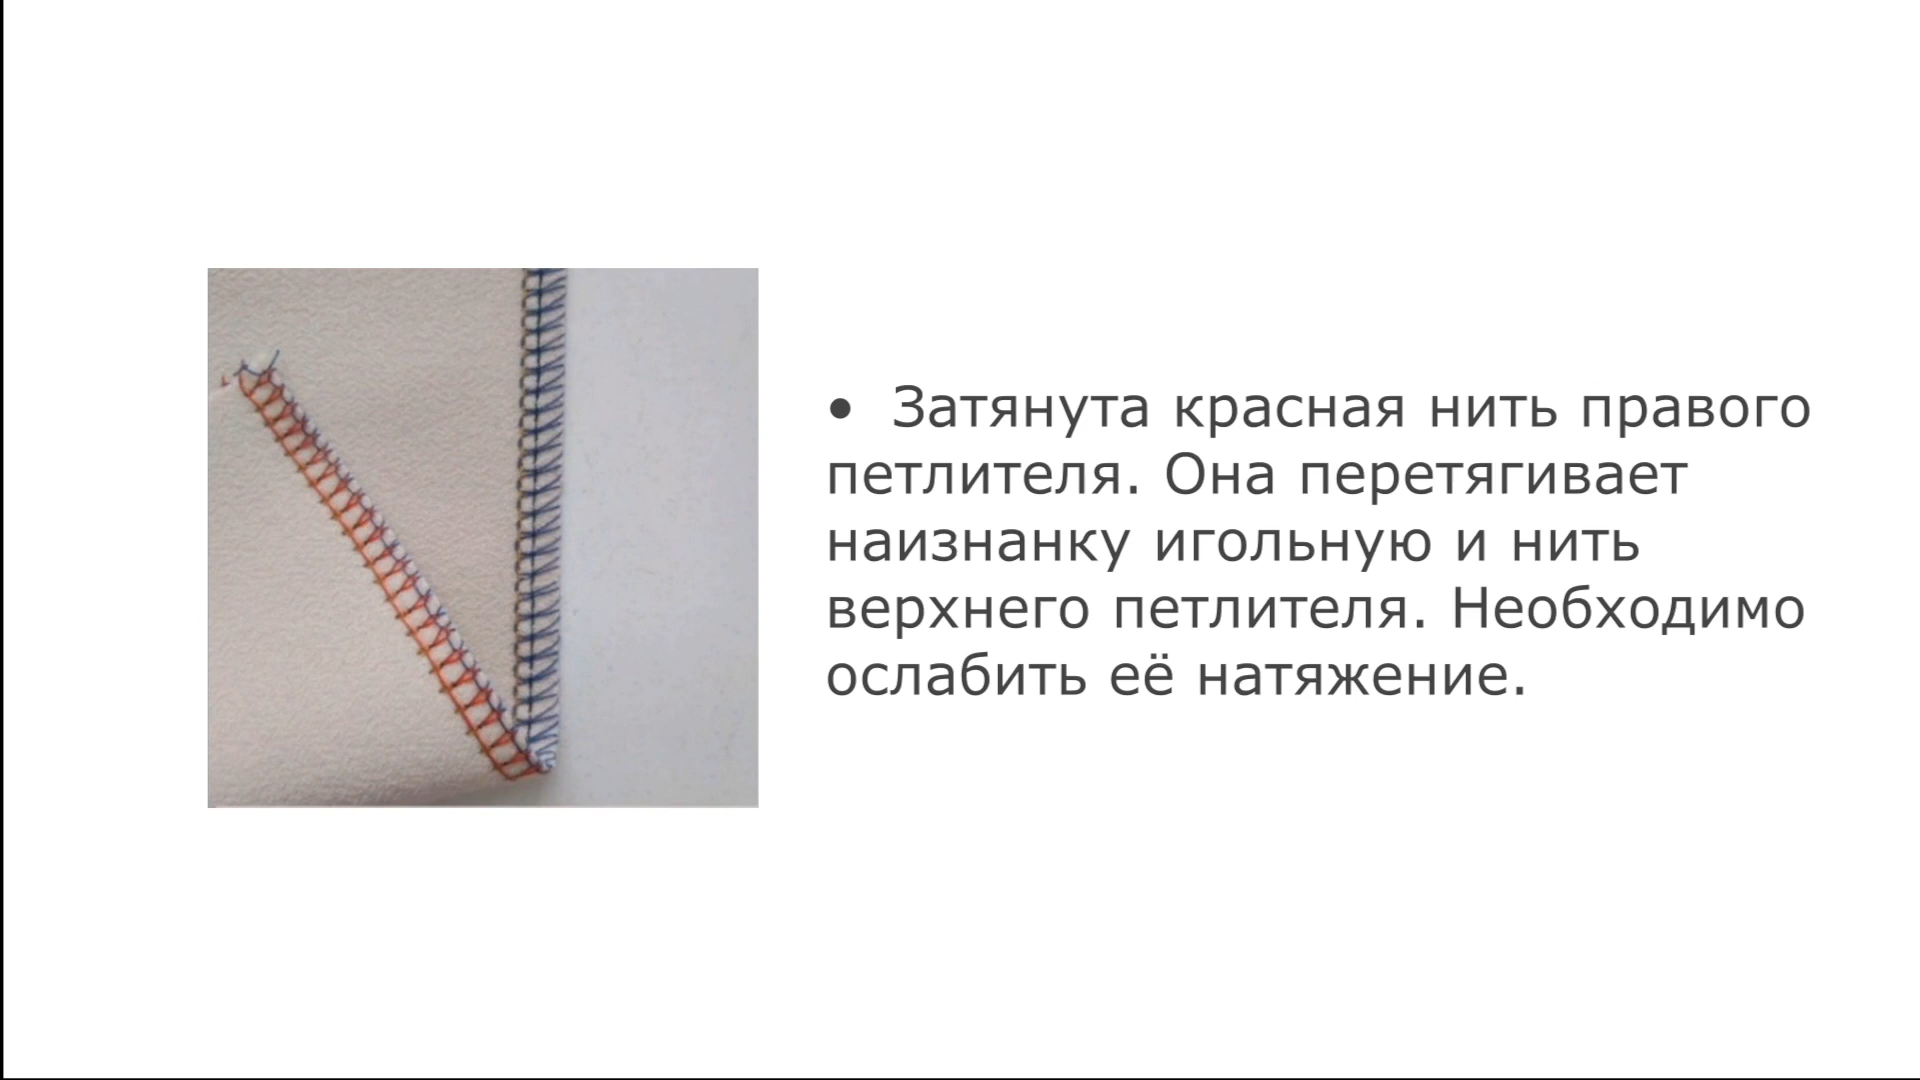 • Затянута красная нить правого
петлителя. Она перетягивает
наизнанку игольную и нить
верхнего петлителя. Необходимо
ослабить её натяжение.